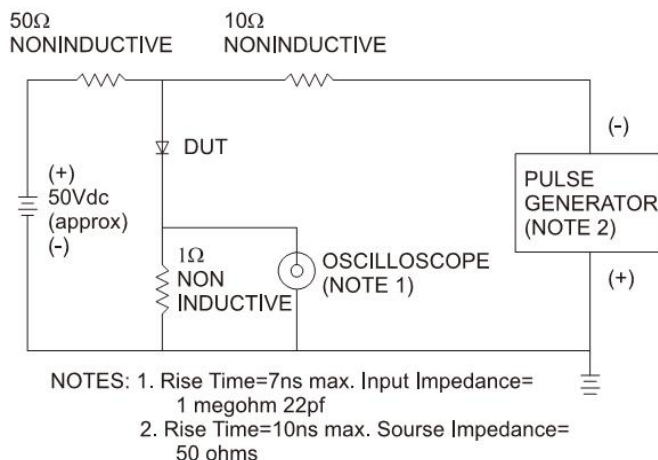 50Ω
NONINDUCTIVE
10Ω
NONINDUCTIVE
DUT
(+)
50Vdc
(approx)
(-)
1Ω
NON
INDUCTIVE
OSCILLOSCOPE
(NOTE 1)
(-)
PULSE
GENERATOR
(NOTE 2)
(+)
NOTES: 1. Rise Time=7ns max. Input Impedance=
1 megohm 22pf
2. Rise Time=10ns max. Sourse Impedance=
50 ohms